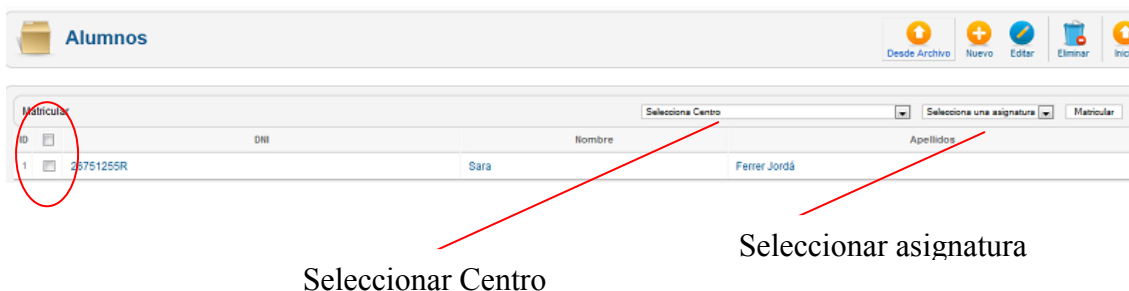 Alumnos
Desde Archivo Nuevo Editar Eliminar
Matricular Selecciona Centro Selecciona una asignatura Matricular
ID DNI Nombre Apellidos
1 26751255R Sara Ferrer Jordá
Seleccionar asignatura
Seleccionar Centro